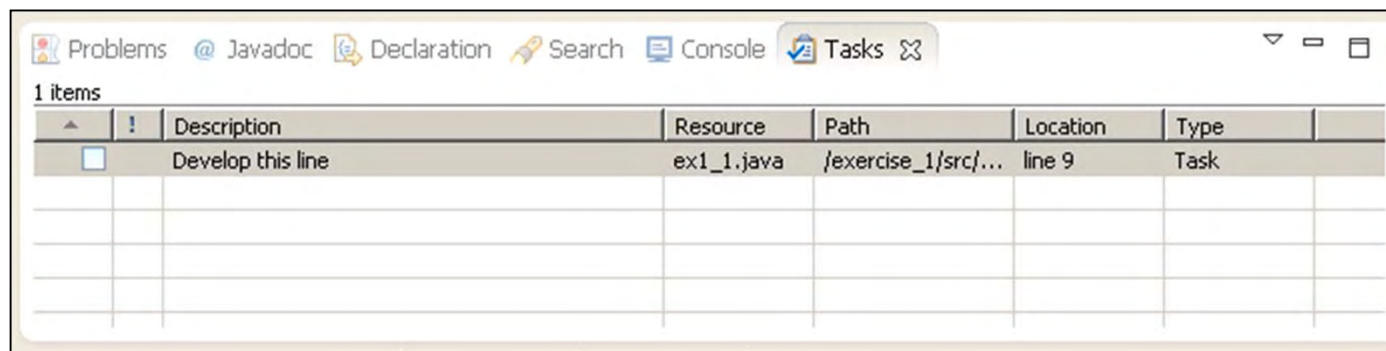 Problems @ Javadoc Declaration Search Console Tasks
1 items
! Description Resource Path Location Type
Develop this line ex1_1.java /exercise_1/src/... line 9 Task